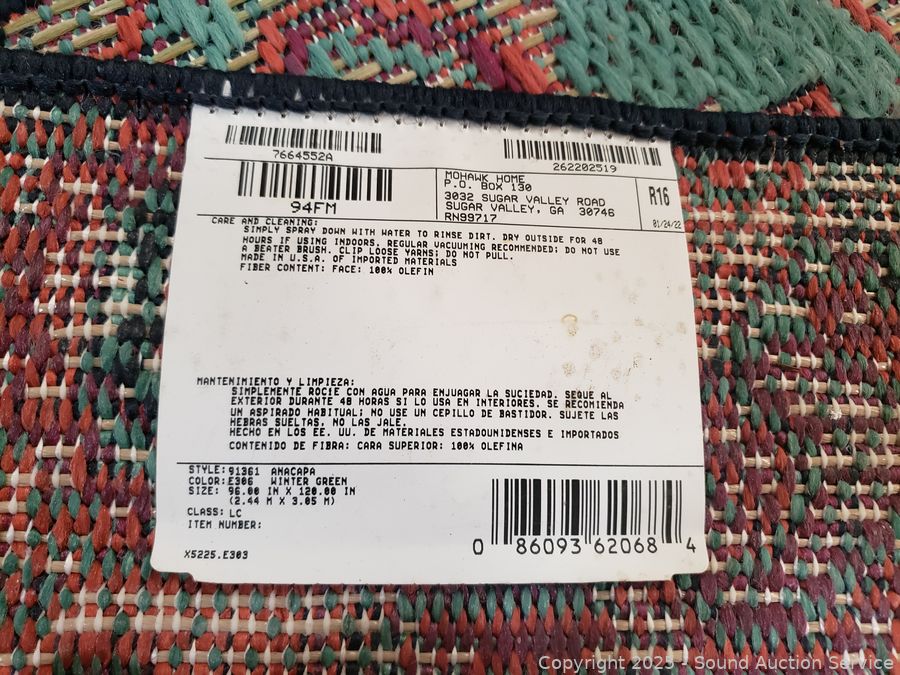 7664552A
262202519
94FM
MOHAWK HOME
P.O. BOX 130
3032 SUGAR VALLEY ROAD
SUGAR VALLEY, GA 30746
RN99717
R16
01/24/22
CARE AND CLEANING:
SIMPLY SPRAY DOWN WITH WATER TO RINSE DIRT. DRY OUTSIDE FOR 48
HOURS IF USING INDOORS. REGULAR VACUUMING RECOMMENDED; DO NOT USE
A BEATER BRUSH. CLIP LOOSE YARNS; DO NOT PULL.
MADE IN U.S.A. OF IMPORTED MATERIALS
FIBER CONTENT: FACE: 100% OLEFIN
MANTENIMIENTO Y LIMPIEZA:
SIMPLEMENTE ROCIE CON AGUA PARA ENJUAGAR LA SUCIEDAD. SEQUE AL
EXTERIOR DURANTE 48 HORAS SI LO USA EN INTERIORES. SE RECOMIENDA
UN ASPIRADO HABITUAL; NO USE UN CEPILLO DE BASTIDOR. SUJETE LAS
HEBRAS SUELTAS, NO LAS JALE.
HECHO EN LOS EE. UU. DE MATERIALES ESTADOUNIDENSES E IMPORTADOS
CONTENIDO DE FIBRA: CARA SUPERIOR: 100% OLEFINA
STYLE: 91361 ANACAPA
COLOR: E306 WINTER GREEN
SIZE: 96.00 IN X 120.00 IN
(2.44 M X 3.05 M)
CLASS: LC
ITEM NUMBER:
X5225.E303
0 86093 62068 4
Copyright 2025 - Sound Auction Service